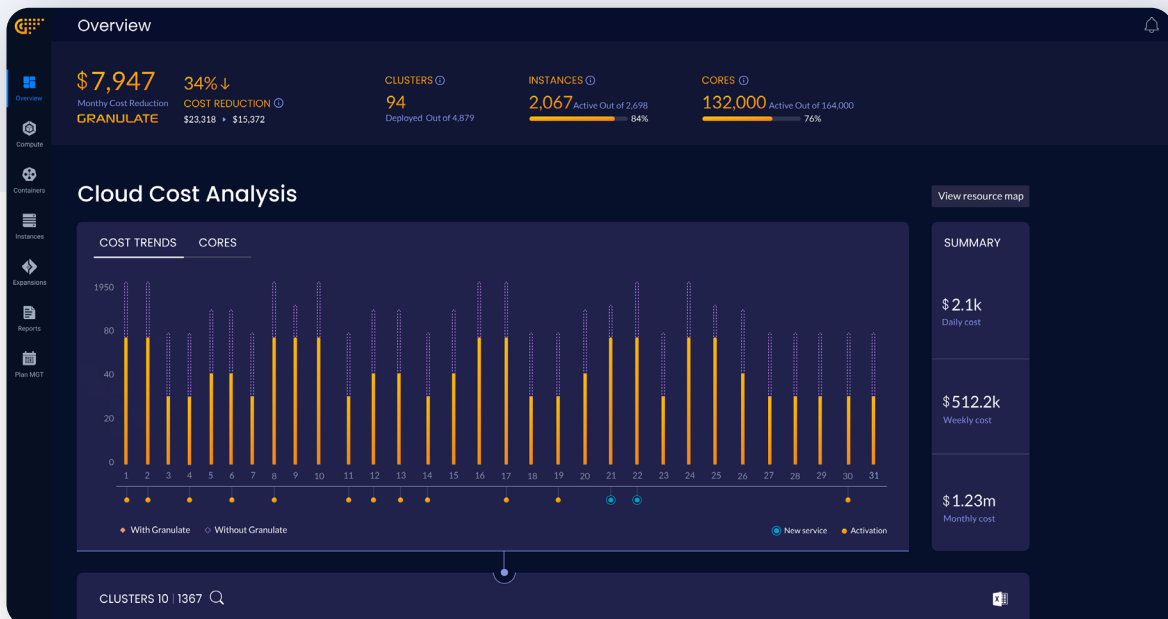 Overview
$7,947
Monthy Cost Reduction
GRANULATE
34%↓
COST REDUCTION
$23,318 ▸ $15,372
CLUSTERS
94
Deployed Out of 4,879
INSTANCES
2,067 Active Out of 2,698
84%
CORES
132,000 Active Out of 164,000
76%
Overview
Compute
Containers
Instances
Expansions
Reports
Plan MGT
Cloud Cost Analysis
View resource map
COST TRENDS CORES
1950
80
40
20
0
1 2 3 4 5 6 7 8 9 10 11 12 13 14 15 16 17 18 19 20 21 22 23 24 25 26 27 28 29 30 31
With Granulate Without Granulate
New service Activation
SUMMARY
$2.1k
Daily cost
$512.2k
Weekly cost
$1.23m
Monthly cost
CLUSTERS 10 | 1367
X